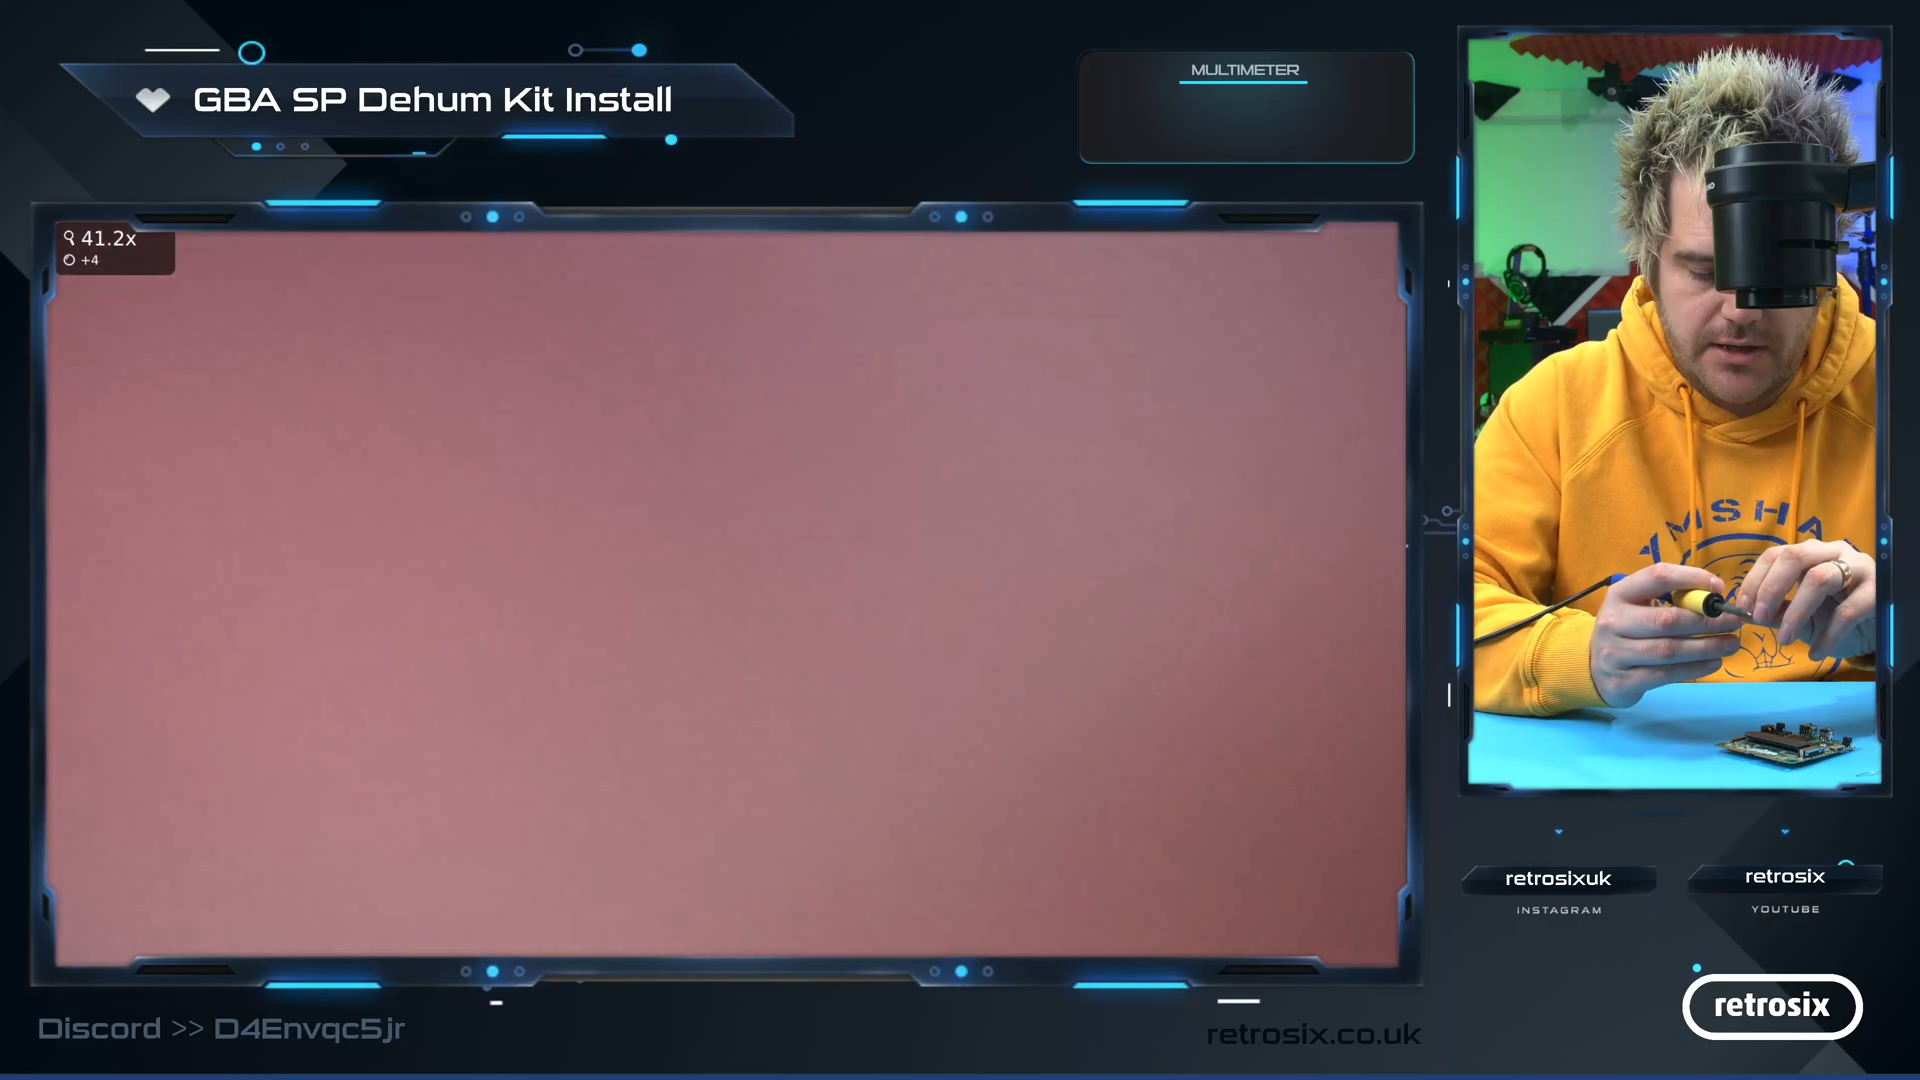 GBA SP Dehum Kit Install
MULTIMETER
41.2x
+4
retrosixuk
INSTAGRAM
retrosix
YOUTUBE
retrosix
Discord >> D4Envqc5jr
retrosix.co.uk